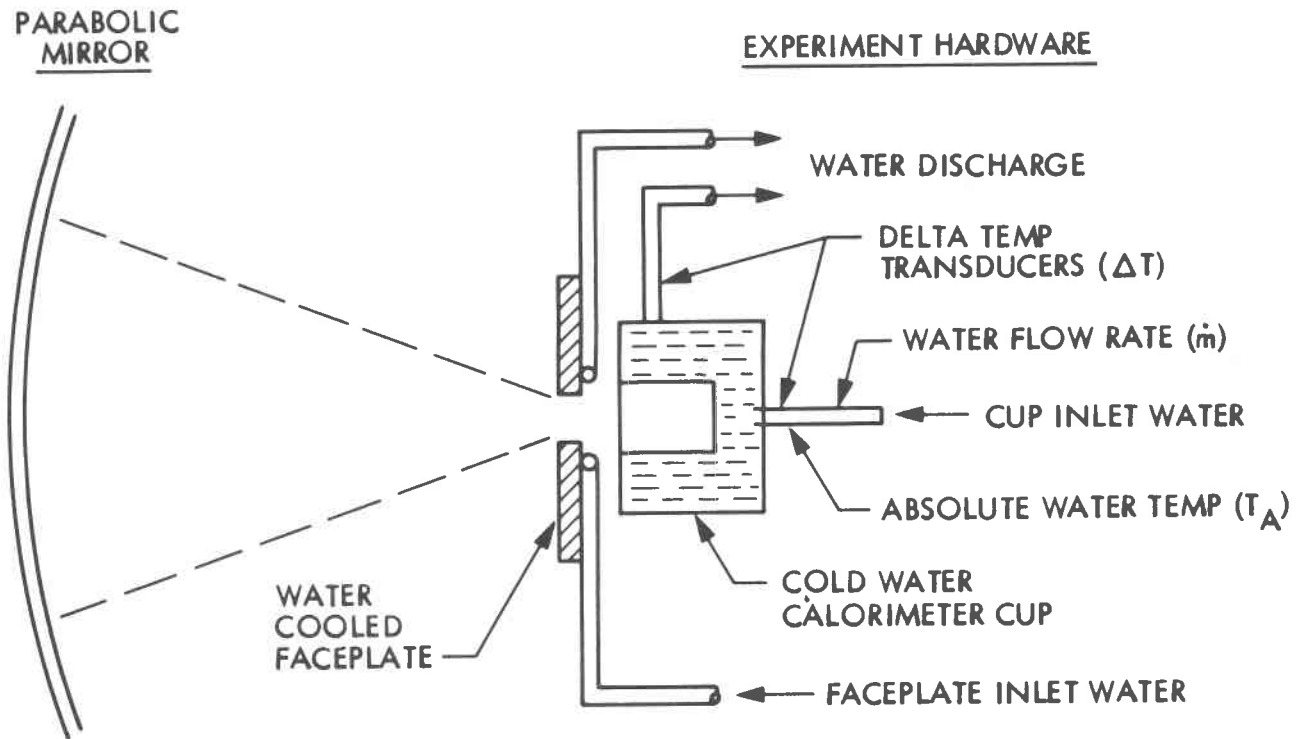 PARABOLIC
MIRROR
EXPERIMENT HARDWARE
WATER DISCHARGE
DELTA TEMP
TRANSDUCERS (ΔT)
WATER FLOW RATE (ṁ)
CUP INLET WATER
ABSOLUTE WATER TEMP (T_A)
COLD WATER
CALORIMETER CUP
WATER
COOLED
FACEPLATE
FACEPLATE INLET WATER